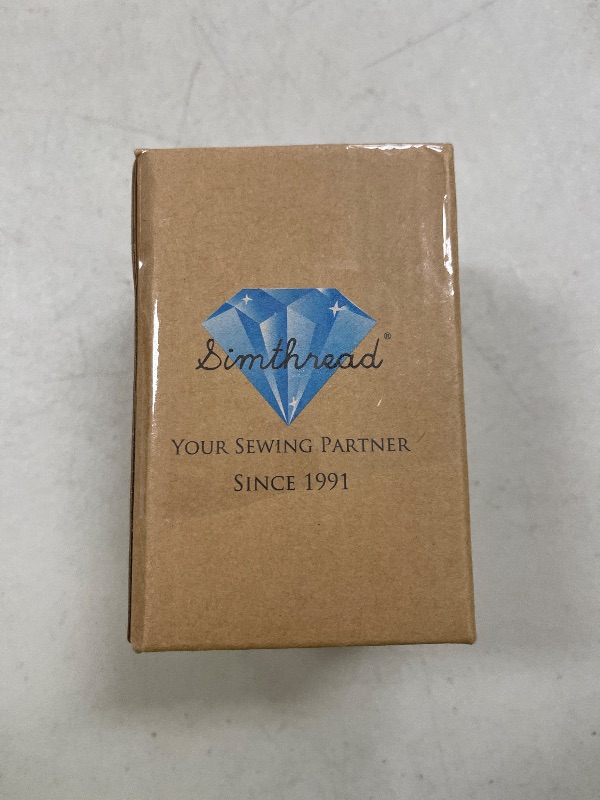 Simthread®
YOUR SEWING PARTNER
SINCE 1991